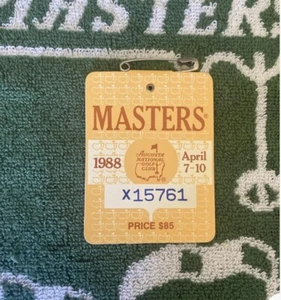 MASTERS
MASTERS®
1988
Augusta
NATIONAL
GOLF
CLUB
April
7-10
X15761
PRICE $85